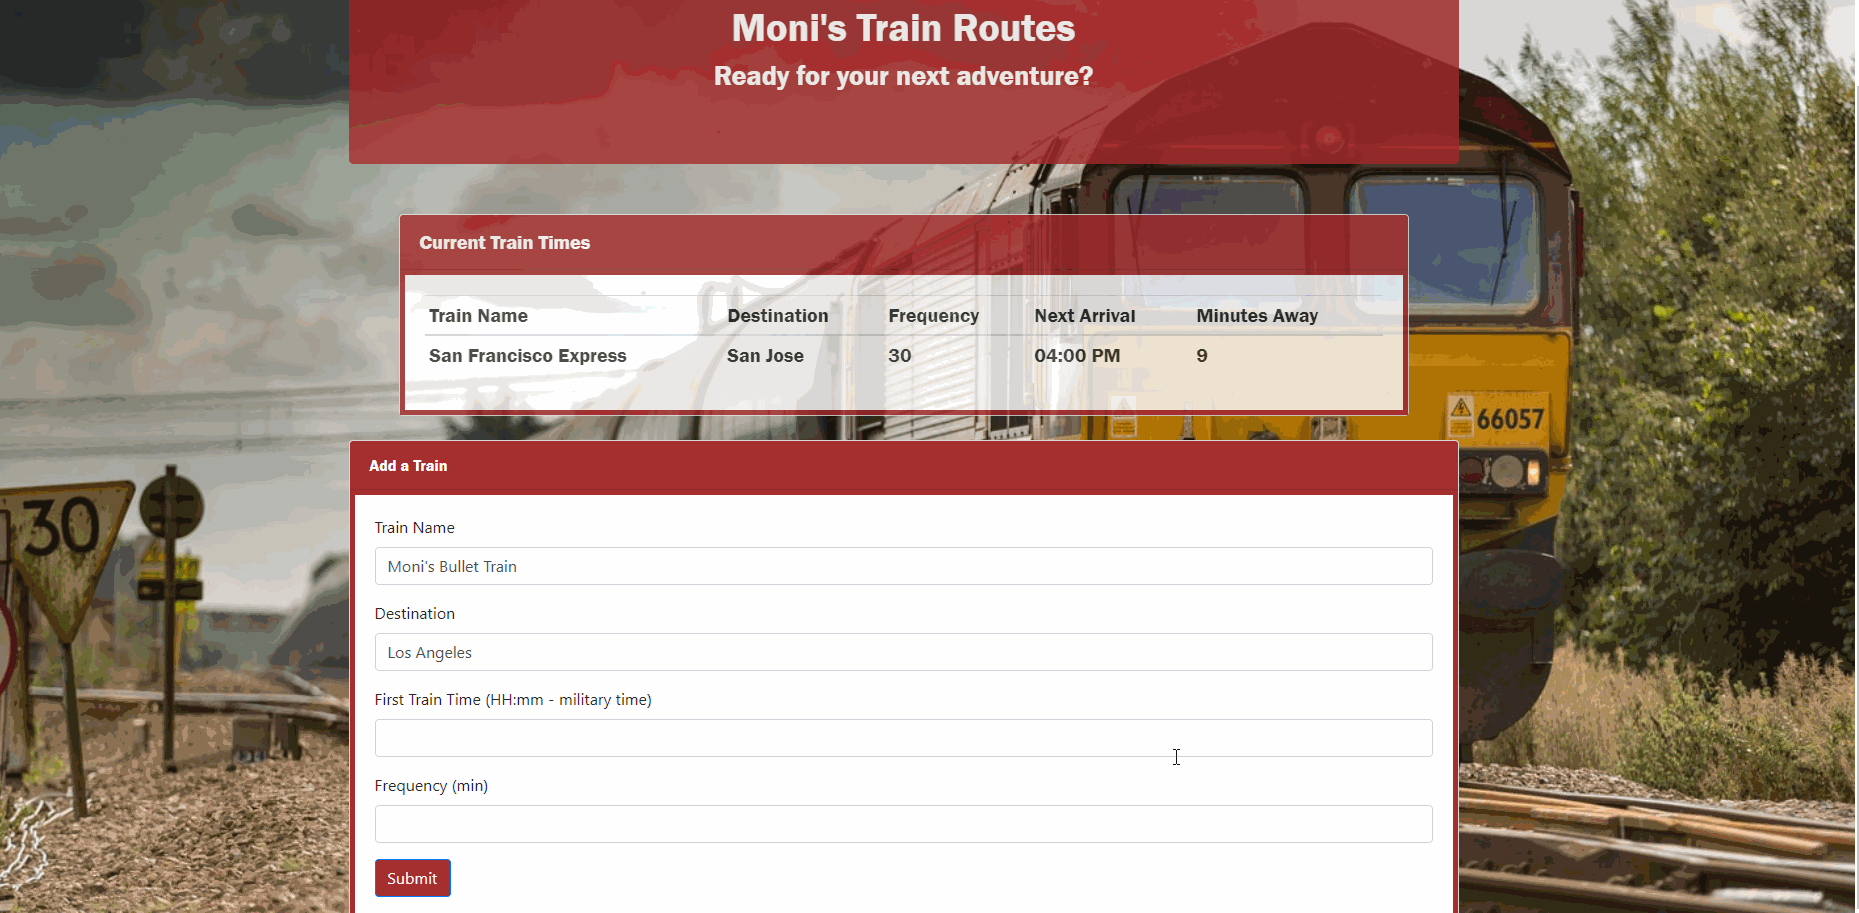 Moni's Train Routes
Ready for your next adventure?
Current Train Times
Train Name Destination Frequency Next Arrival Minutes Away
San Francisco Express San Jose 30 04:00 PM 9
66057
Add a Train
30
Train Name
Moni's Bullet Train
Destination
Los Angeles
First Train Time (HH:mm - military time)
Frequency (min)
Submit